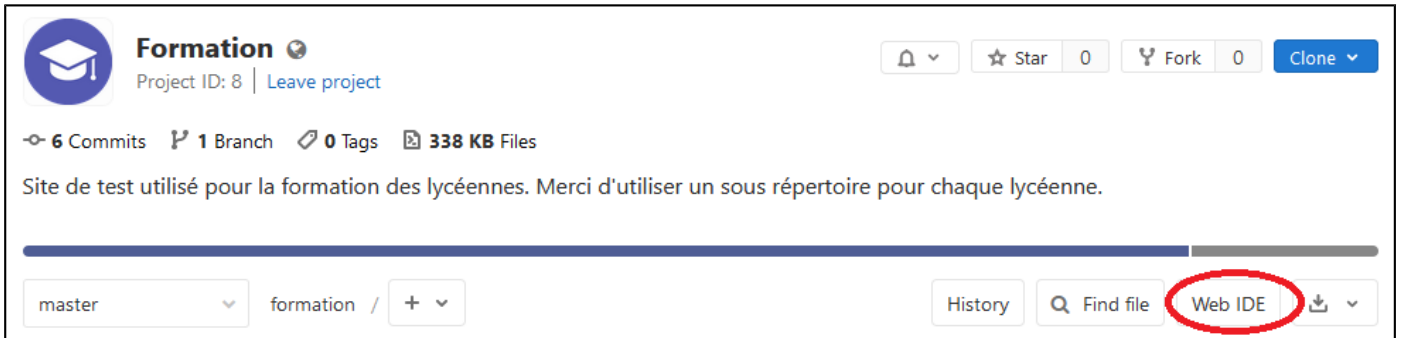 Formation
Star 0 Fork 0 Clone
Project ID: 8 Leave project
6 Commits 1 Branch 0 Tags 338 KB Files
Site de test utilisé pour la formation des lycéennes. Merci d'utiliser un sous répertoire pour chaque lycéenne.
master formation / + History Find file Web IDE